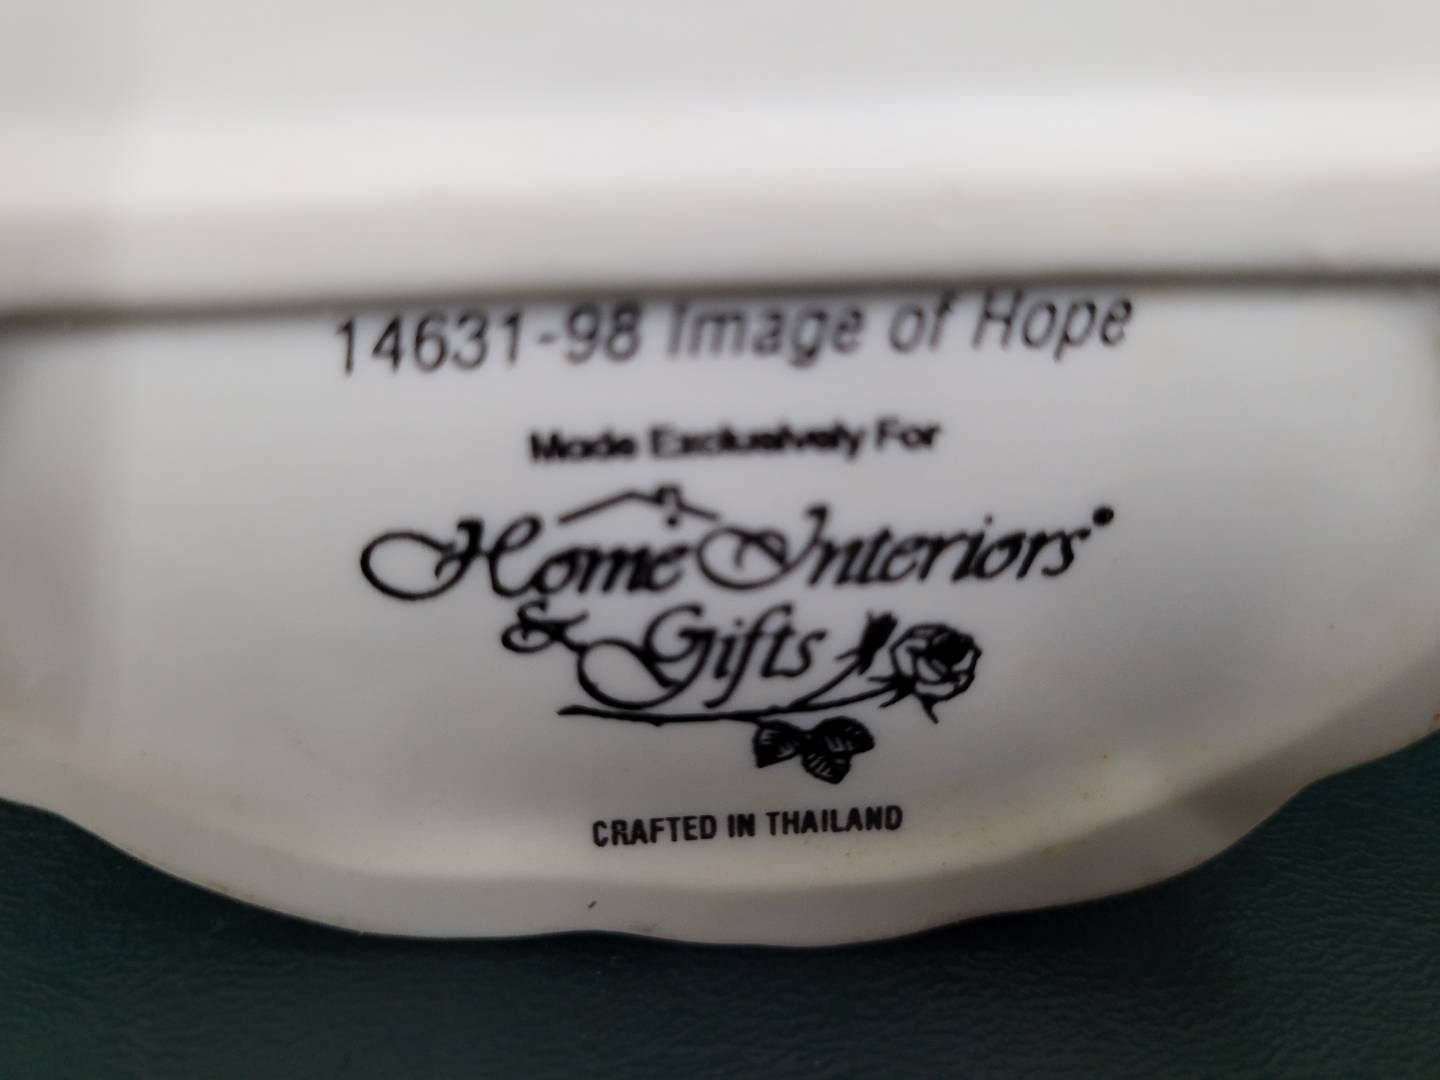 14631-98 Image of Hope
Made Exclusively For
Home Interiors®
& Gifts
CRAFTED IN THAILAND